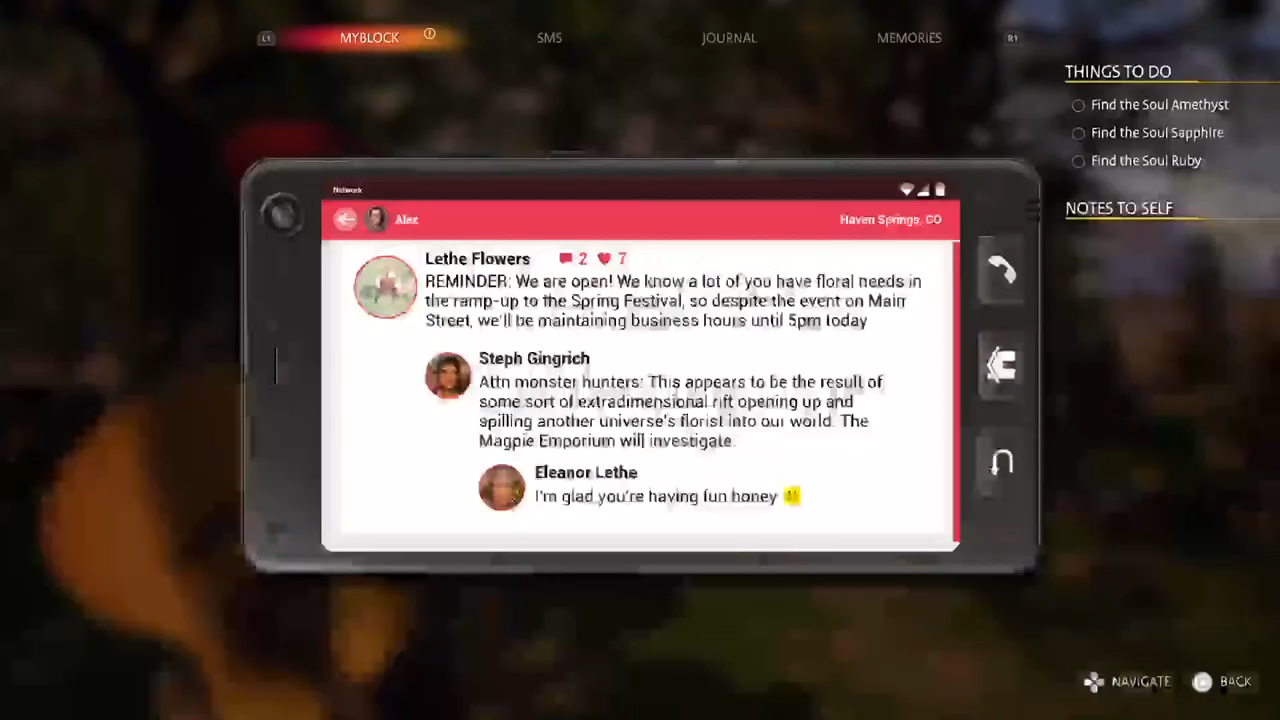 L1 MYBLOCK SMS JOURNAL MEMORIES R1
THINGS TO DO
Find the Soul Amethyst
Find the Soul Sapphire
Find the Soul Ruby
NOTES TO SELF
Network
Alex Haven Springs, CO
Lethe Flowers 2 7
REMINDER: We are open! We know a lot of you have floral needs in
the ramp-up to the Spring Festival, so despite the event on Main
Street, we'll be maintaining business hours until 5pm today
Steph Gingrich
Attn monster hunters: This appears to be the result of
some sort of extradimensional rift opening up and
spilling another universe's florist into our world. The
Magpie Emporium will investigate.
Eleanor Lethe
I'm glad you're having fun honey
NAVIGATE BACK